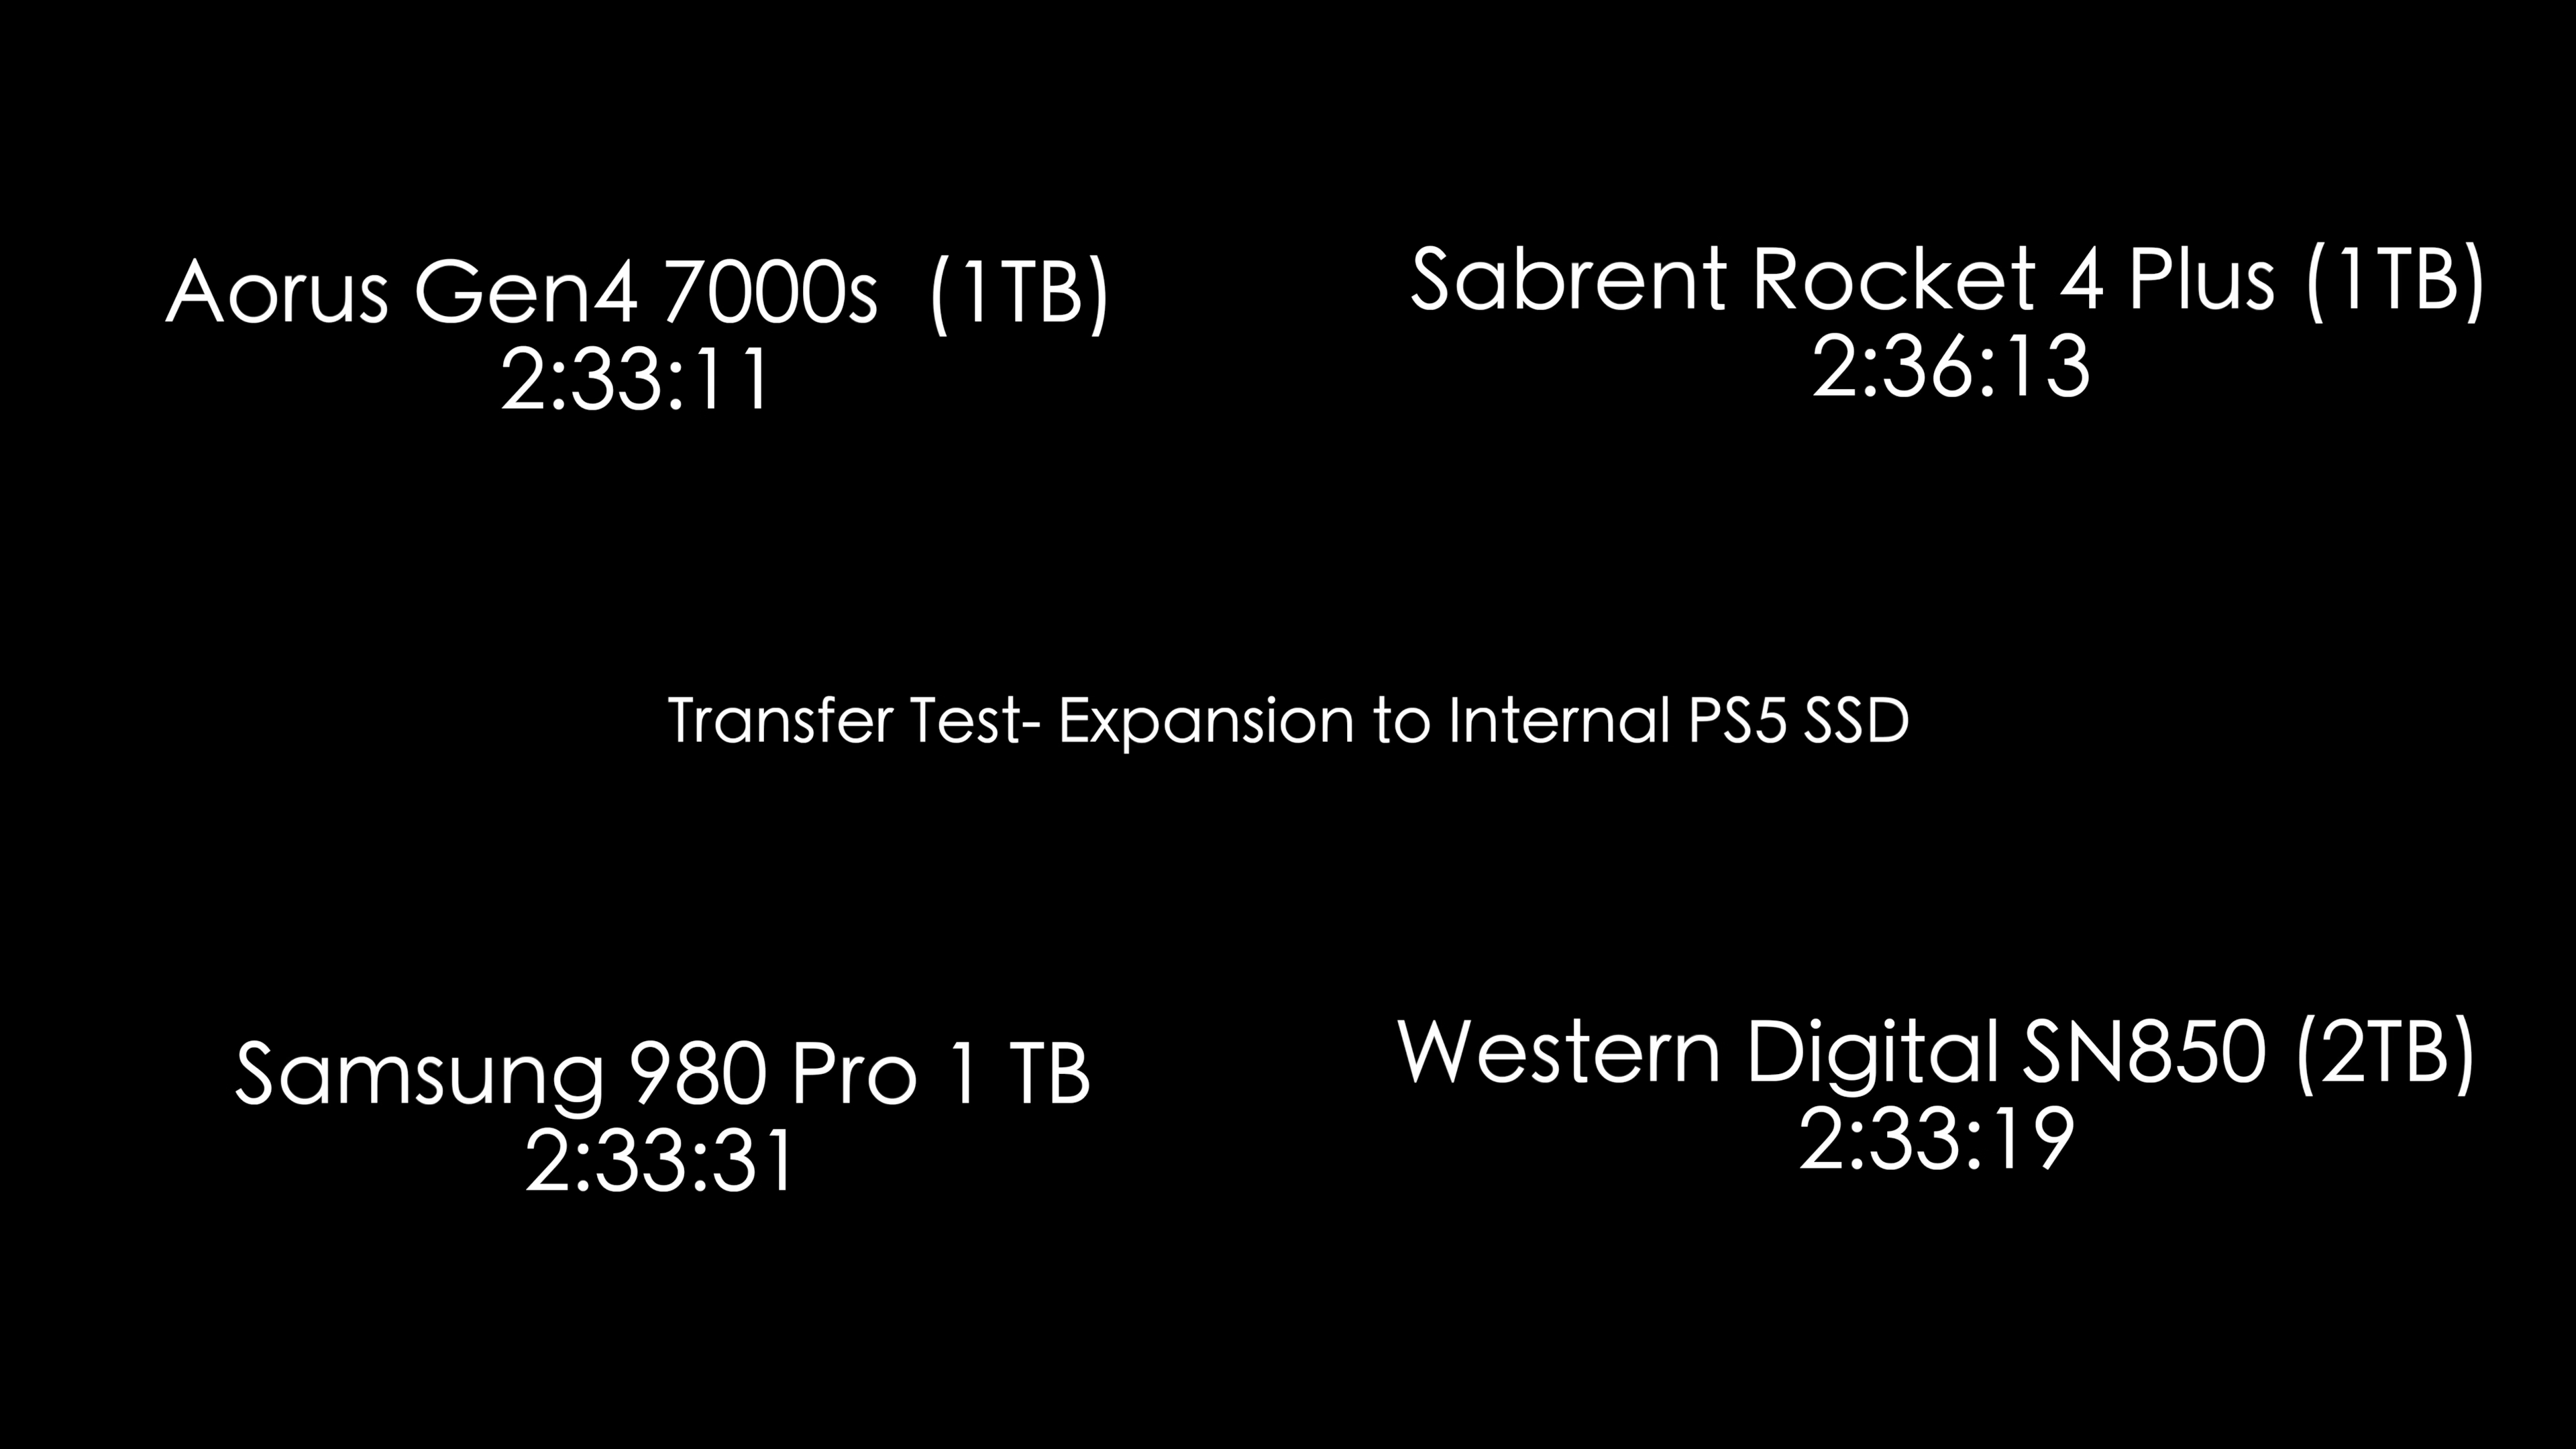 Aorus Gen4 7000s  (1TB)
2:33:11
Sabrent Rocket 4 Plus (1TB)
2:36:13
Transfer Test- Expansion to Internal PS5 SSD
Samsung 980 Pro 1 TB
2:33:31
Western Digital SN850 (2TB)
2:33:19